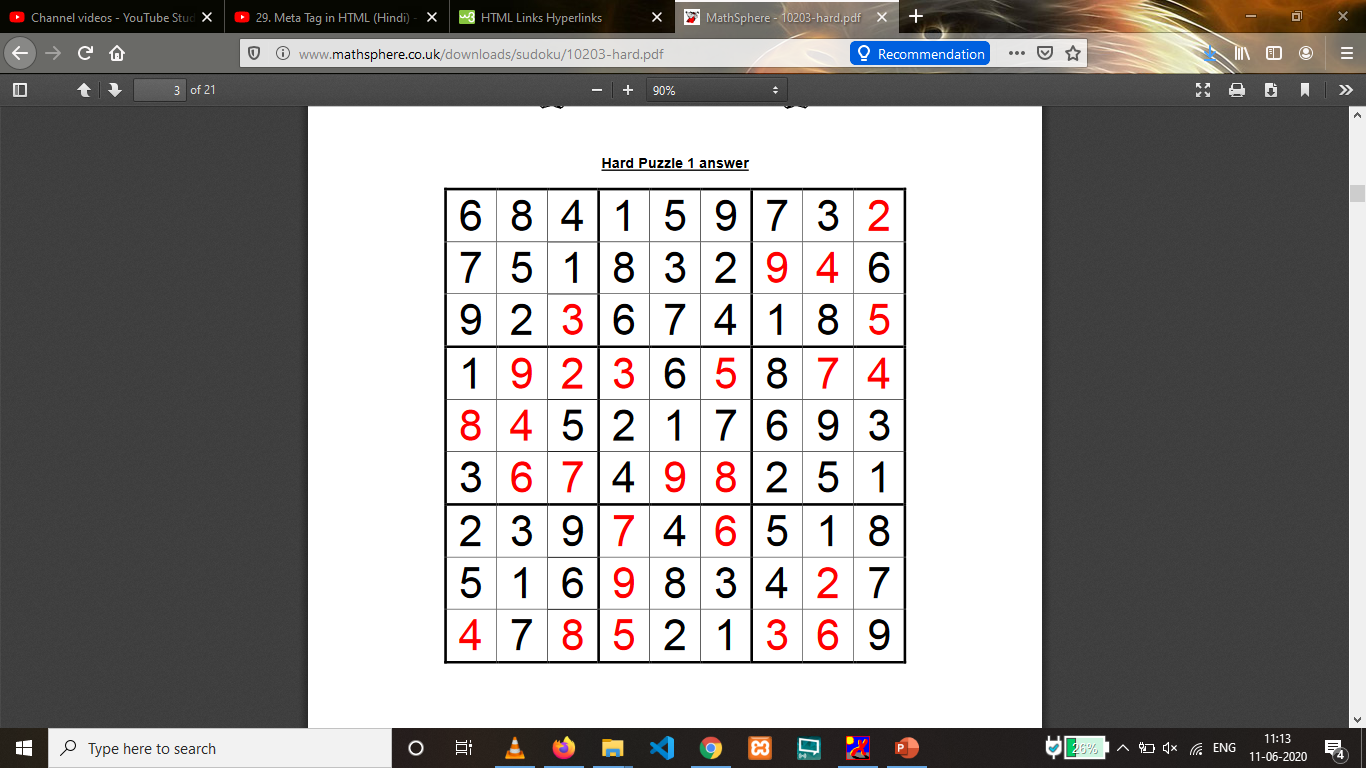 Channel videos - YouTube Stud
29. Meta Tag in HTML (Hindi) -
HTML Links Hyperlinks
MathSphere - 10203-hard.pdf
www.mathsphere.co.uk/downloads/sudoku/10203-hard.pdf
Recommendation
3 of 21
90%
Hard Puzzle 1 answer
6 8 4 1 5 9 7 3 2
7 5 1 8 3 2 9 4 6
9 2 3 6 7 4 1 8 5
1 9 2 3 6 5 8 7 4
8 4 5 2 1 7 6 9 3
3 6 7 4 9 8 2 5 1
2 3 9 7 4 6 5 1 8
5 1 6 9 8 3 4 2 7
4 7 8 5 2 1 3 6 9
Type here to search
26%
ENG
11:13
11-06-2020
4